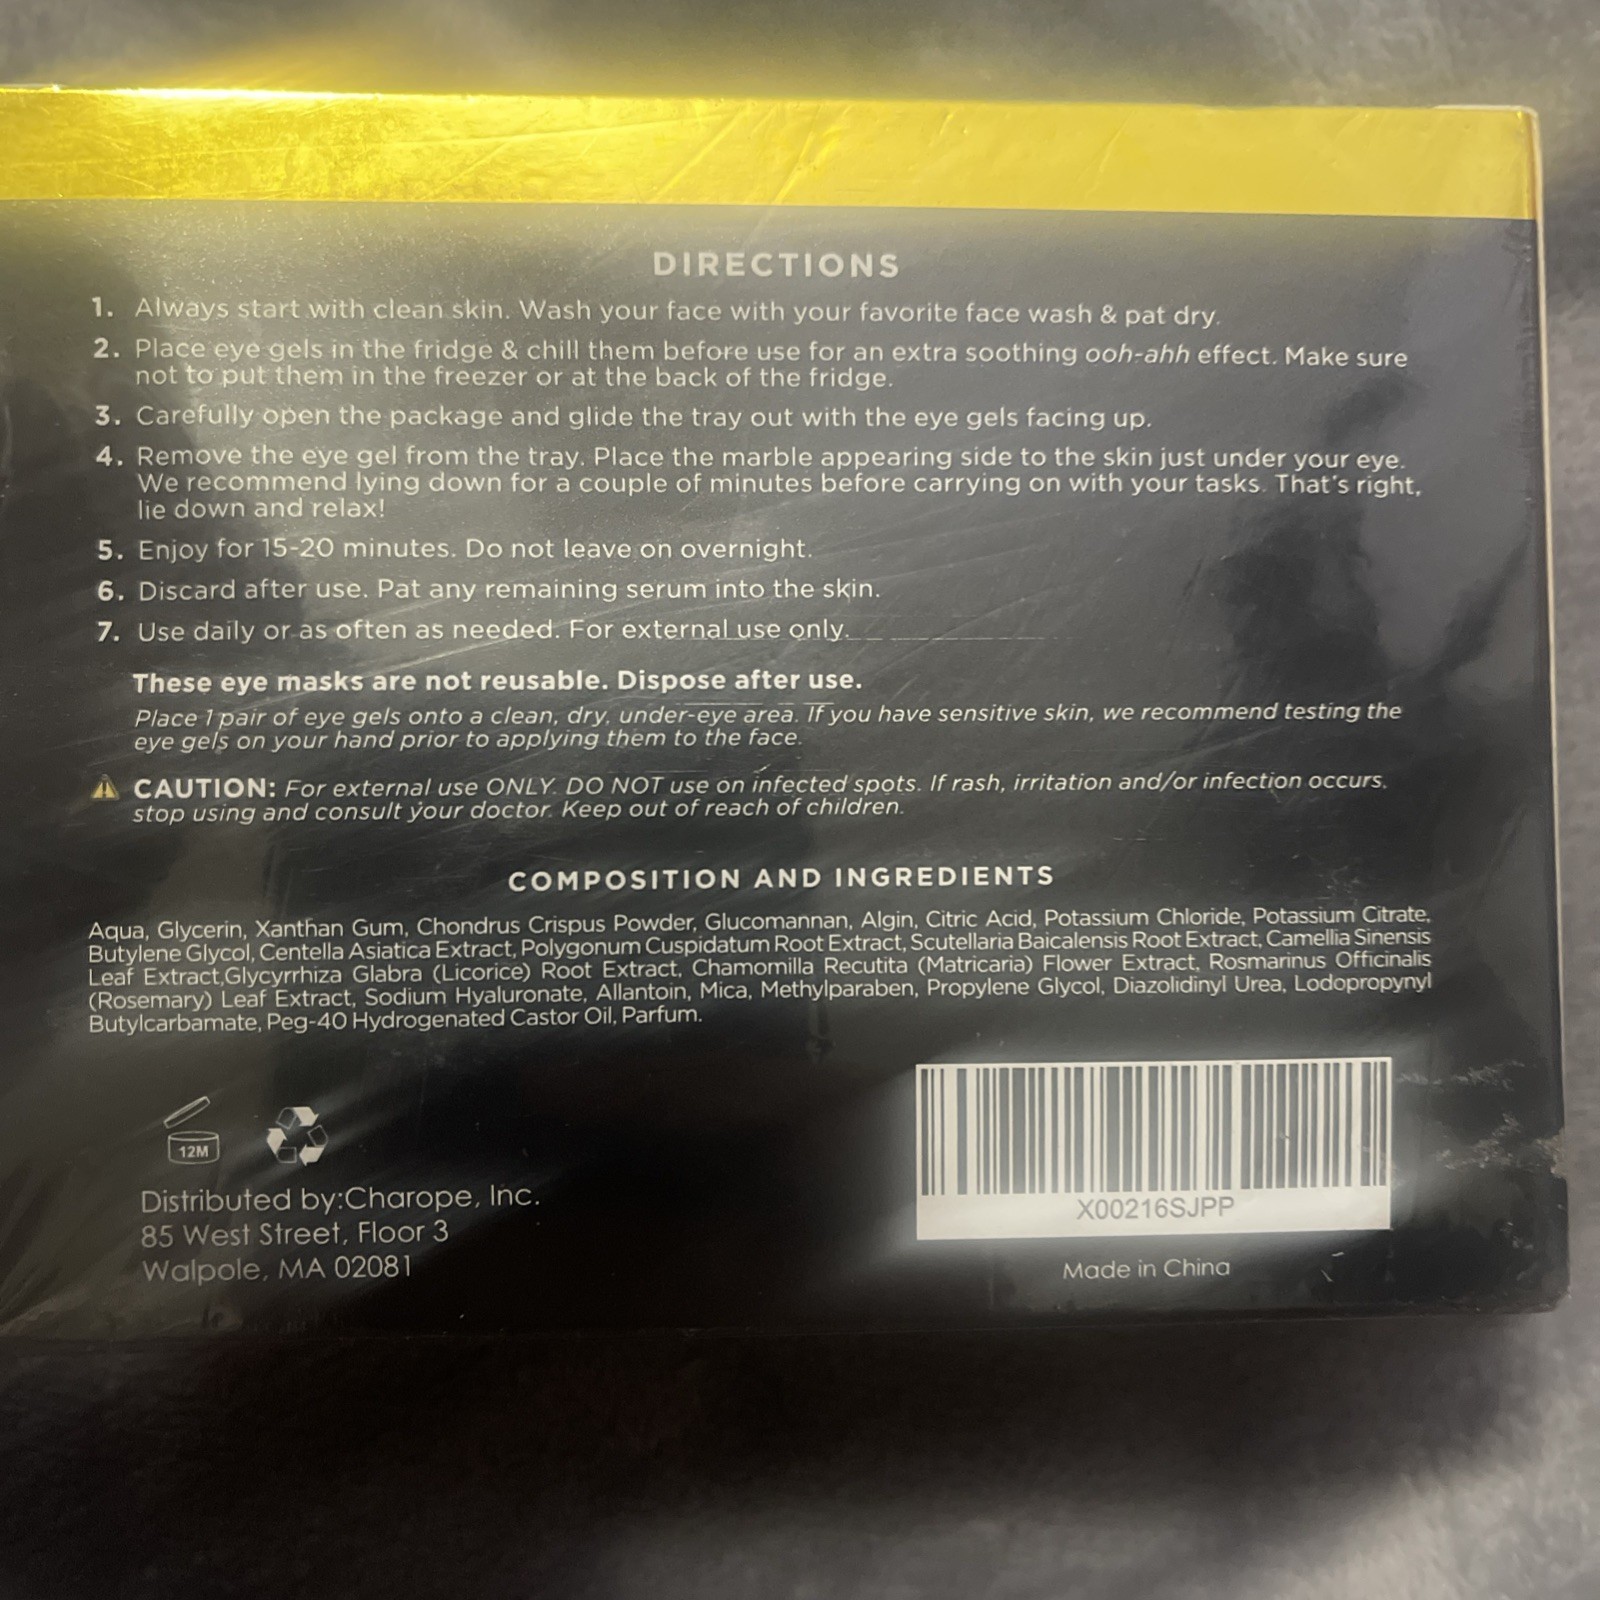 DIRECTIONS
1. Always start with clean skin. Wash your face with your favorite face wash & pat dry.
2. Place eye gels in the fridge & chill them before use for an extra soothing ooh-ahh effect. Make sure
not to put them in the freezer or at the back of the fridge.
3. Carefully open the package and glide the tray out with the eye gels facing up.
4. Remove the eye gel from the tray. Place the marble appearing side to the skin just under your eye.
We recommend lying down for a couple of minutes before carrying on with your tasks. That's right,
lie down and relax!
5. Enjoy for 15-20 minutes. Do not leave on overnight.
6. Discard after use. Pat any remaining serum into the skin.
7. Use daily or as often as needed. For external use only.
These eye masks are not reusable. Dispose after use.
Place 1 pair of eye gels onto a clean, dry, under-eye area. If you have sensitive skin, we recommend testing the
eye gels on your hand prior to applying them to the face.
CAUTION: For external use ONLY. DO NOT use on infected spots. If rash, irritation and/or infection occurs,
stop using and consult your doctor. Keep out of reach of children.
COMPOSITION AND INGREDIENTS
Aqua, Glycerin, Xanthan Gum, Chondrus Crispus Powder, Glucomannan, Algin, Citric Acid, Potassium Chloride, Potassium Citrate,
Butylene Glycol, Centella Asiatica Extract, Polygonum Cuspidatum Root Extract, Scutellaria Baicalensis Root Extract, Camellia Sinensis
Leaf Extract,Glycyrrhiza Glabra (Licorice) Root Extract, Chamomilla Recutita (Matricaria) Flower Extract, Rosmarinus Officinalis
(Rosemary) Leaf Extract, Sodium Hyaluronate, Allantoin, Mica, Methylparaben, Propylene Glycol, Diazolidinyl Urea, Lodopropynyl
Butylcarbamate, Peg-40 Hydrogenated Castor Oil, Parfum.
12M
Distributed by:Charope, Inc.
85 West Street, Floor 3
Walpole, MA 02081
X00216SJPP
Made in China